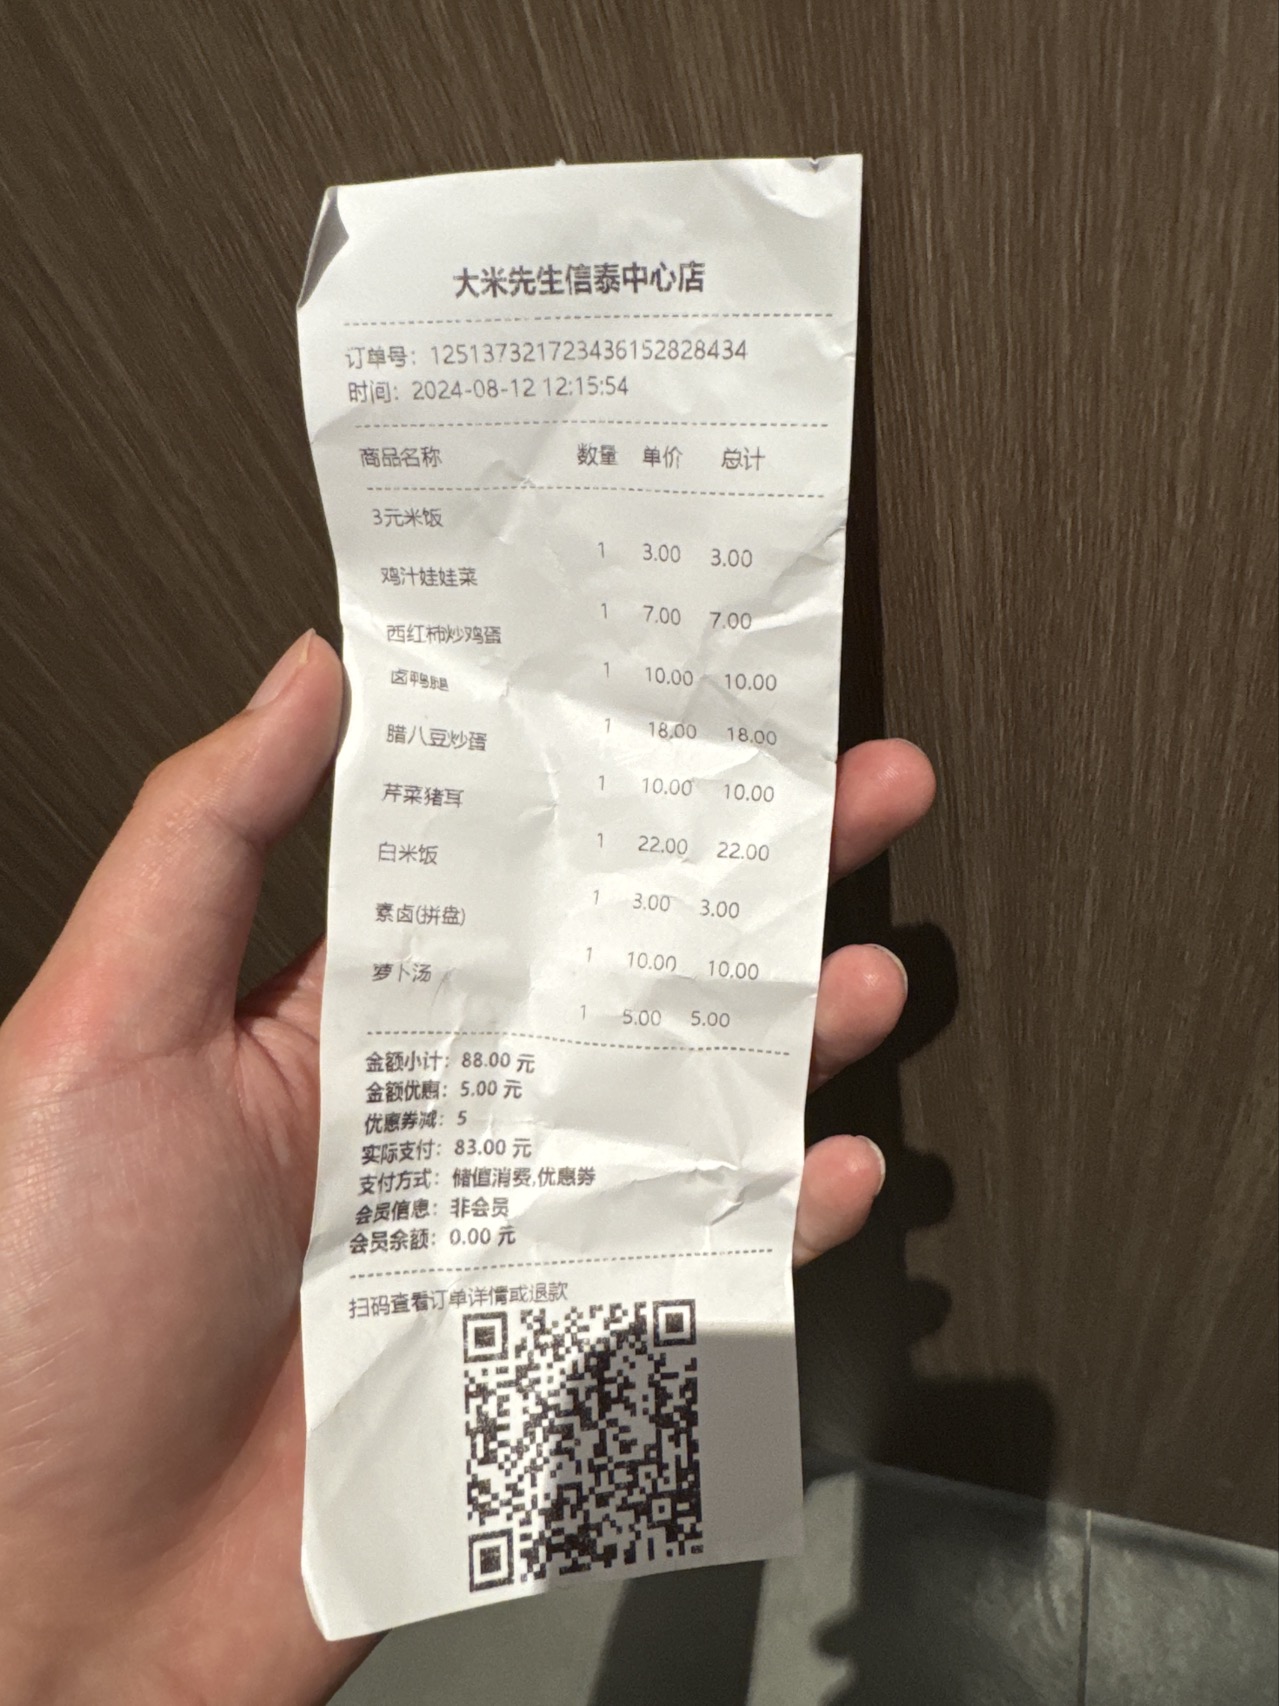 大米先生信泰中心店
订单号：125137321723436152828434
时间：2024-08-12 12:15:54
商品名称 数量 单价 总计
3元米饭
1 3.00 3.00
鸡汁娃娃菜
1 7.00 7.00
西红柿炒鸡蛋
1 10.00 10.00
卤鸭腿
1 18.00 18.00
腊八豆炒蛋
1 10.00 10.00
芹菜猪耳
1 22.00 22.00
白米饭
1 3.00 3.00
素卤(拼盘)
1 10.00 10.00
萝卜汤
1 5.00 5.00
金额小计：88.00 元
金额优惠：5.00 元
优惠券减：5
实际支付：83.00 元
支付方式：储值消费,优惠券
会员信息：非会员
会员余额：0.00 元
扫码查看订单详情或退款